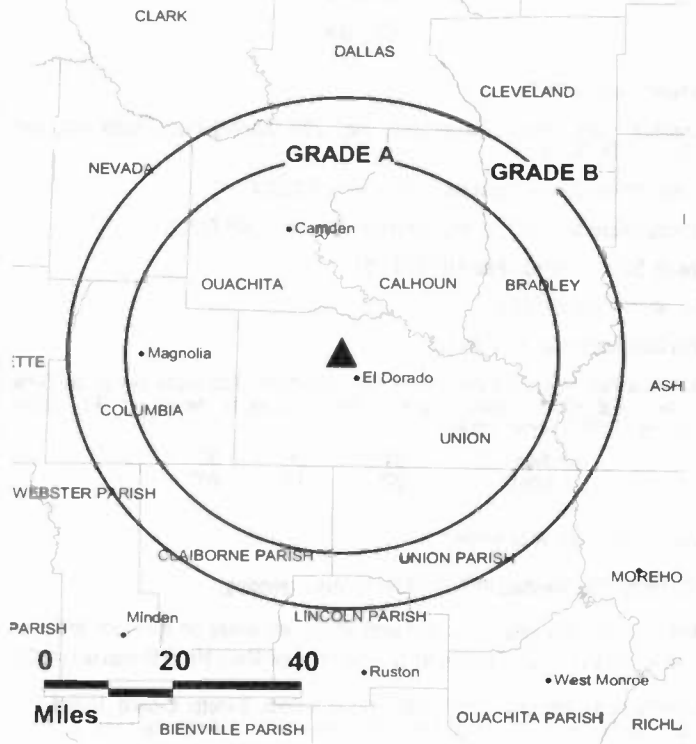 CLARK
DALLAS
CLEVELAND
GRADE A
NEVADA
GRADE B
Camden
OUACHITA
CALHOUN
BRADLEY
Magnolia
ETTE
El Dorado
ASH
COLUMBIA
UNION
WEBSTER PARISH
CLAIBORNE PARISH
UNION PARISH
MOREHO
LINCOLN PARISH
Minden
PARISH
0 20 40
Ruston
West Monroe
Miles
OUACHITA PARISH
RICHL
BIENVILLE PARISH